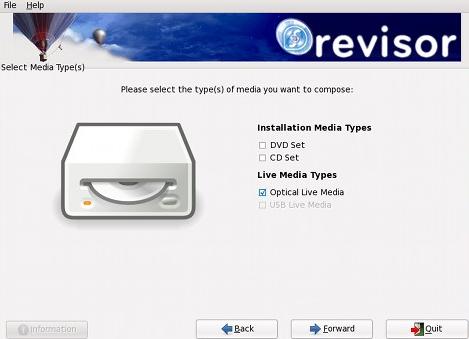 File Help
revisor
Select Media Type(s)
Please select the type(s) of media you want to compose:
Installation Media Types
DVD Set
CD Set
Live Media Types
Optical Live Media
USB Live Media
Information
Back
Forward
Quit